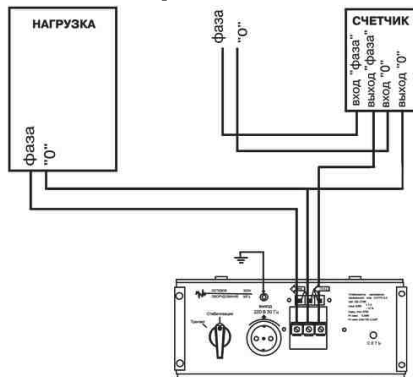 НАГРУЗКА
фаза
"0"
фаза
"0"
СЧЕТЧИК
вход "фаза"
выход"фаза"
вход "0"
выход "0"
ВЫХОД
220 В 50 Гц
Стабилизация
Транзит
СЕТЬ